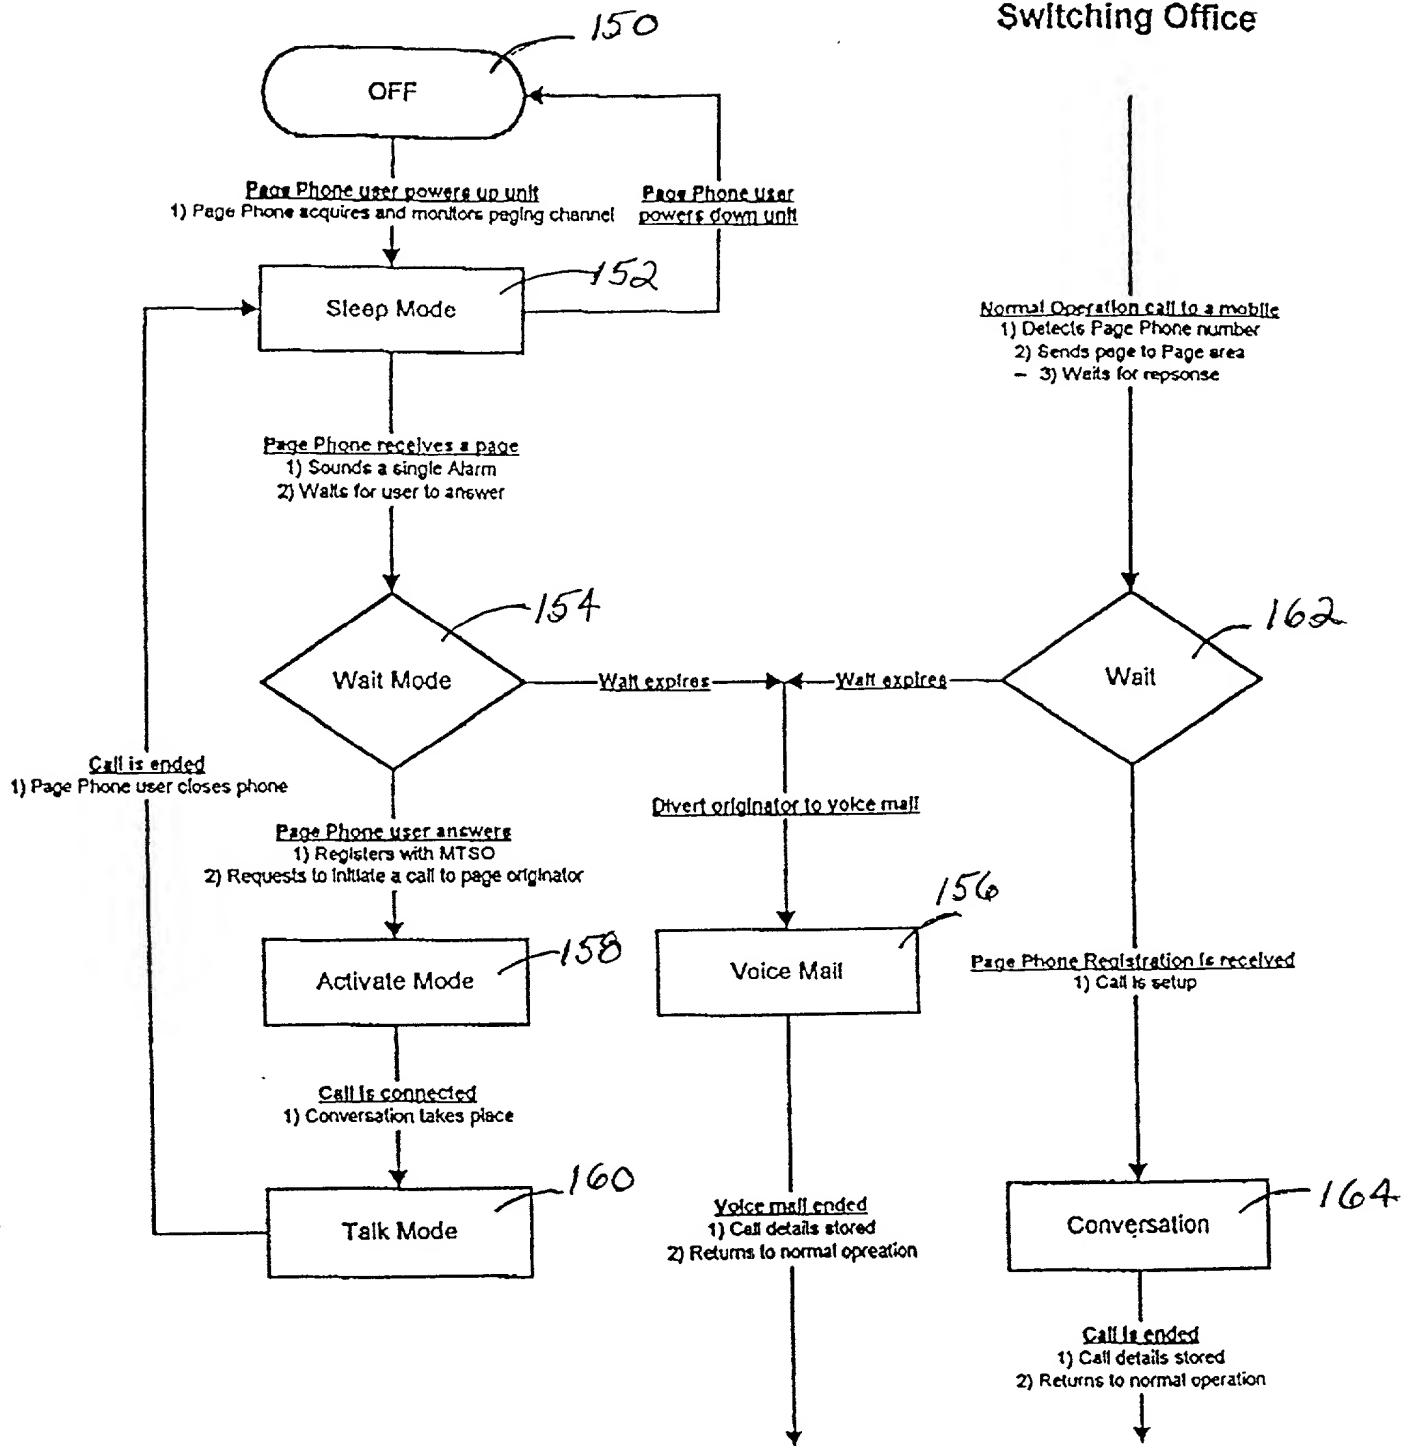 Switching Office
150
OFF
Page Phone user powers up unit
1) Page Phone acquires and monitors paging channel
Page Phone user
powers down unit
152
Sleep Mode
Normal Operation call to a mobile
1) Detects Page Phone number
2) Sends page to Page area
– 3) Waits for repsonse
Page Phone receives a page
1) Sounds a single Alarm
2) Waits for user to answer
154
162
Wait Mode
Wait expires
Wait expires
Wait
Call is ended
1) Page Phone user closes phone
Divert originator to voice mail
Page Phone user answers
1) Registers with MTSO
2) Requests to initiate a call to page originator
156
158
Activate Mode
Voice Mail
Page Phone Registration is received
1) Call is setup
Call is connected
1) Conversation takes place
160
164
Talk Mode
Voice mail ended
1) Call details stored
2) Returns to normal opreation
Conversation
Call is ended
1) Call details stored
2) Returns to normal operation